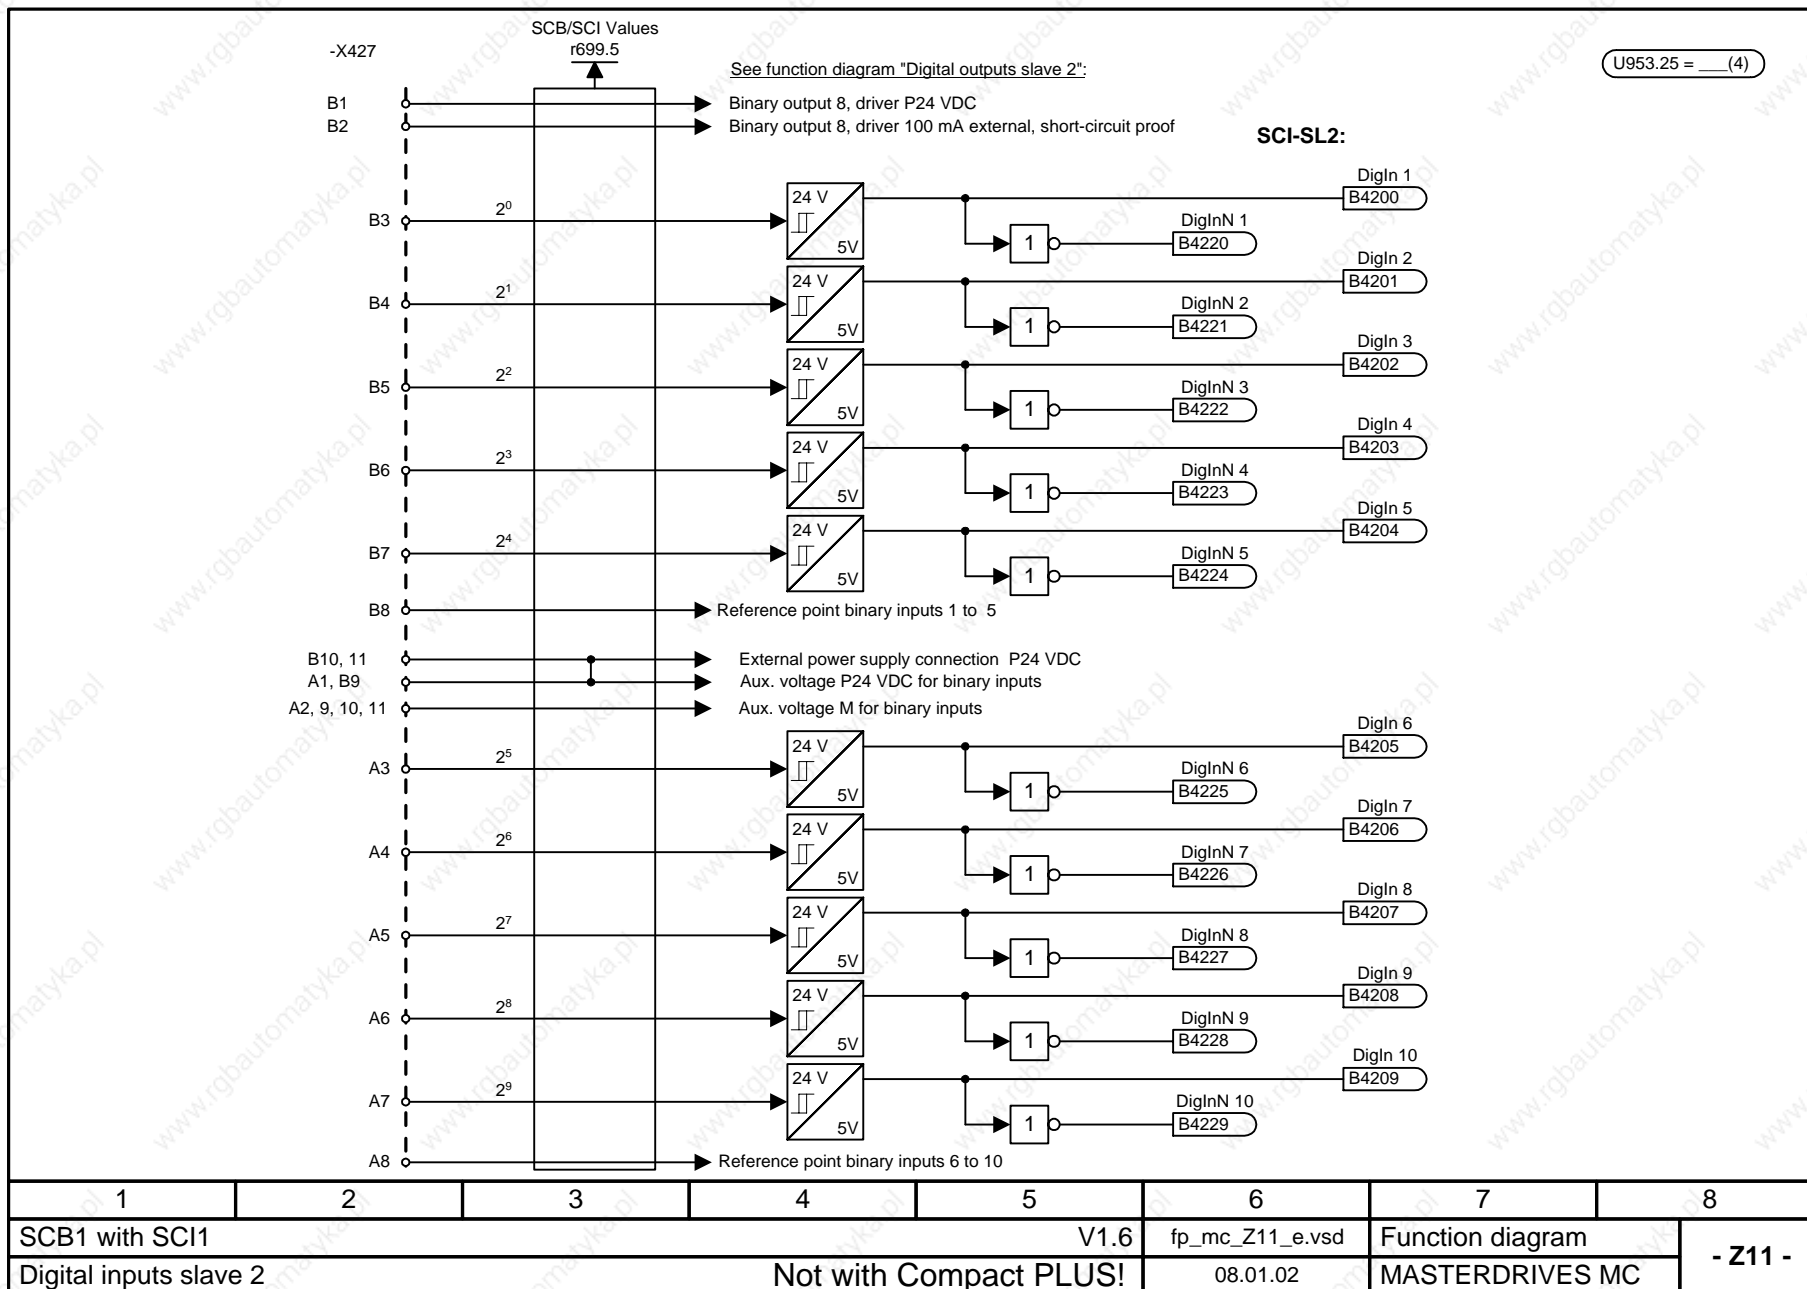 SCB/SCI Values
-X427
r699.5
U953.25 = ___(4)
See function diagram "Digital outputs slave 2":
B1
Binary output 8, driver P24 VDC
B2
Binary output 8, driver 100 mA external, short-circuit proof
SCI-SL2:
DigIn 1
24 V
B4200
B3
2⁰
DigInN 1
5V
1
B4220
DigIn 2
24 V
B4201
B4
2¹
DigInN 2
5V
1
B4221
DigIn 3
24 V
B4202
B5
2²
DigInN 3
5V
1
B4222
DigIn 4
24 V
B4203
B6
2³
DigInN 4
5V
1
B4223
DigIn 5
24 V
B4204
B7
2⁴
DigInN 5
5V
1
B4224
B8
Reference point binary inputs 1 to 5
B10, 11
External power supply connection P24 VDC
A1, B9
Aux. voltage P24 VDC for binary inputs
A2, 9, 10, 11
Aux. voltage M for binary inputs
DigIn 6
24 V
B4205
A3
2⁵
DigInN 6
5V
1
B4225
DigIn 7
24 V
B4206
A4
2⁶
DigInN 7
5V
1
B4226
DigIn 8
24 V
B4207
A5
2⁷
DigInN 8
5V
1
B4227
DigIn 9
24 V
B4208
A6
2⁸
DigInN 9
5V
1
B4228
DigIn 10
24 V
B4209
A7
2⁹
DigInN 10
5V
1
B4229
A8
Reference point binary inputs 6 to 10
1 2 3 4 5 6 7 8
SCB1 with SCI1
V1.6
fp_mc_Z11_e.vsd
Function diagram
- Z11 -
Digital inputs slave 2
Not with Compact PLUS!
08.01.02
MASTERDRIVES MC
www.rgbautomatyka.pl